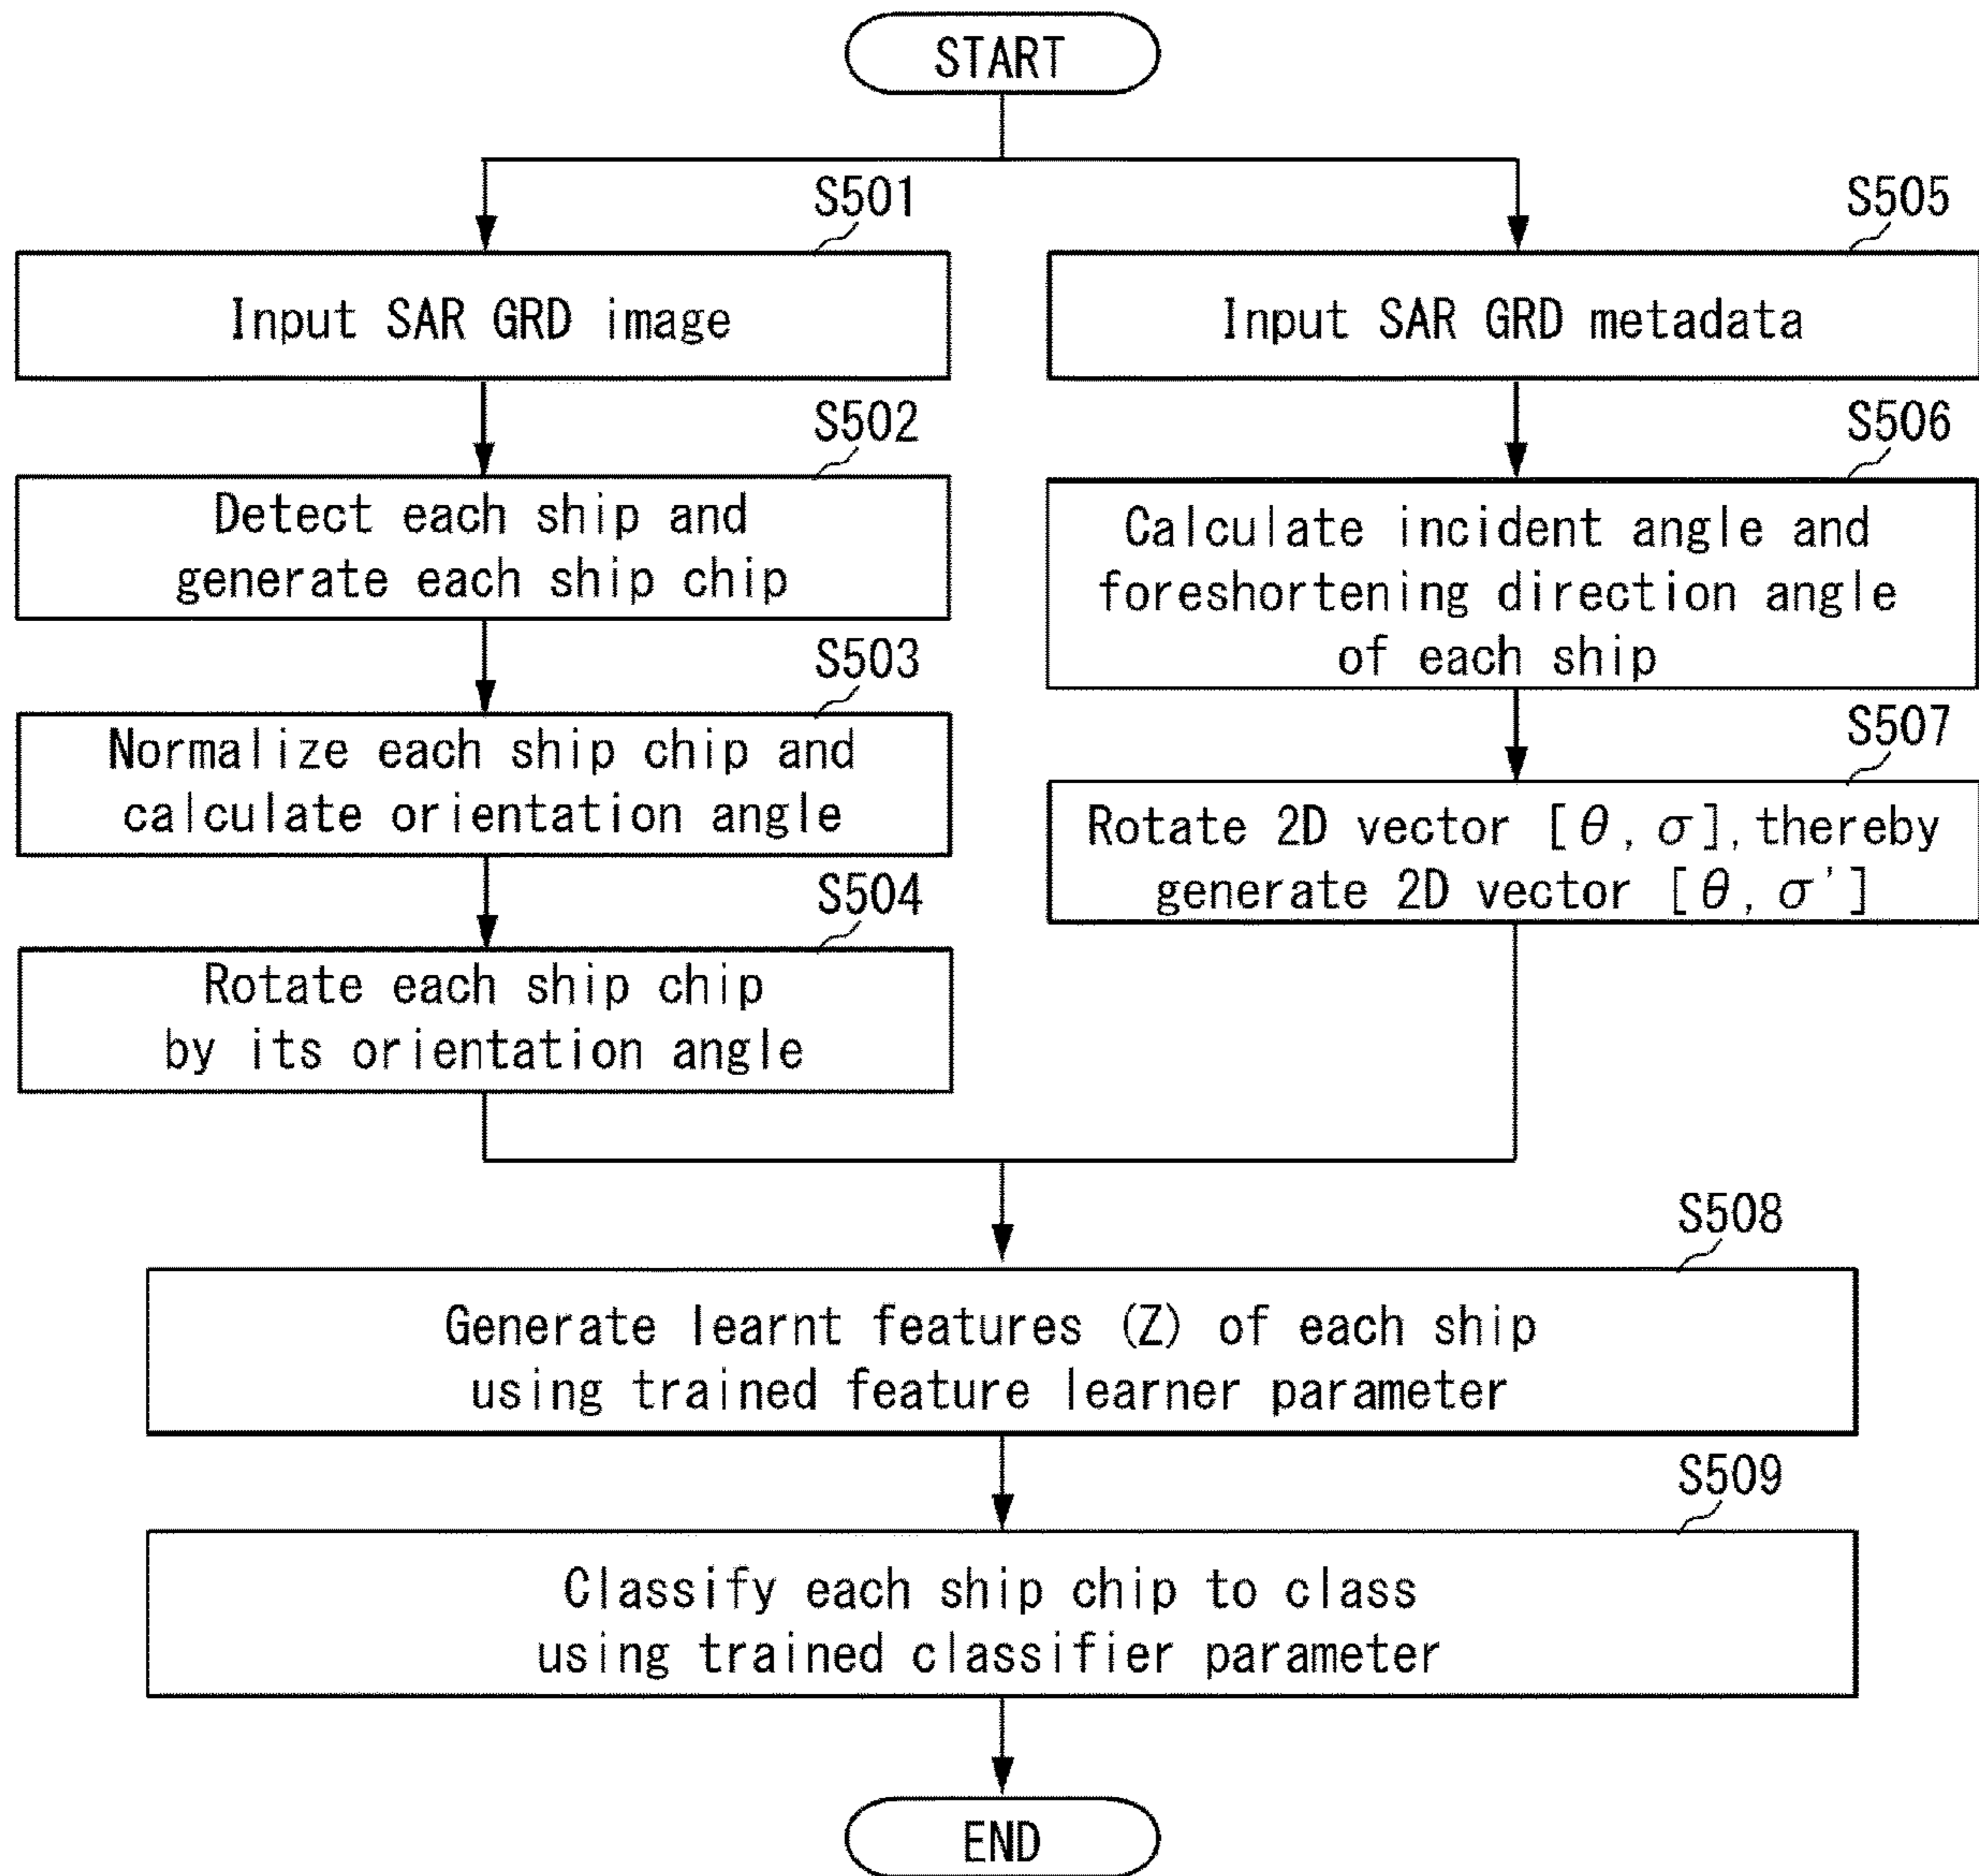 START
S501
Input SAR GRD image
S502
Detect each ship and
generate each ship chip
S503
Normalize each ship chip and
calculate orientation angle
S504
Rotate each ship chip
by its orientation angle
S505
Input SAR GRD metadata
S506
Calculate incident angle and
foreshortening direction angle
of each ship
S507
Rotate 2D vector [θ, σ], thereby
generate 2D vector [θ, σ']
S508
Generate learnt features (Z) of each ship
using trained feature learner parameter
S509
Classify each ship chip to class
using trained classifier parameter
END